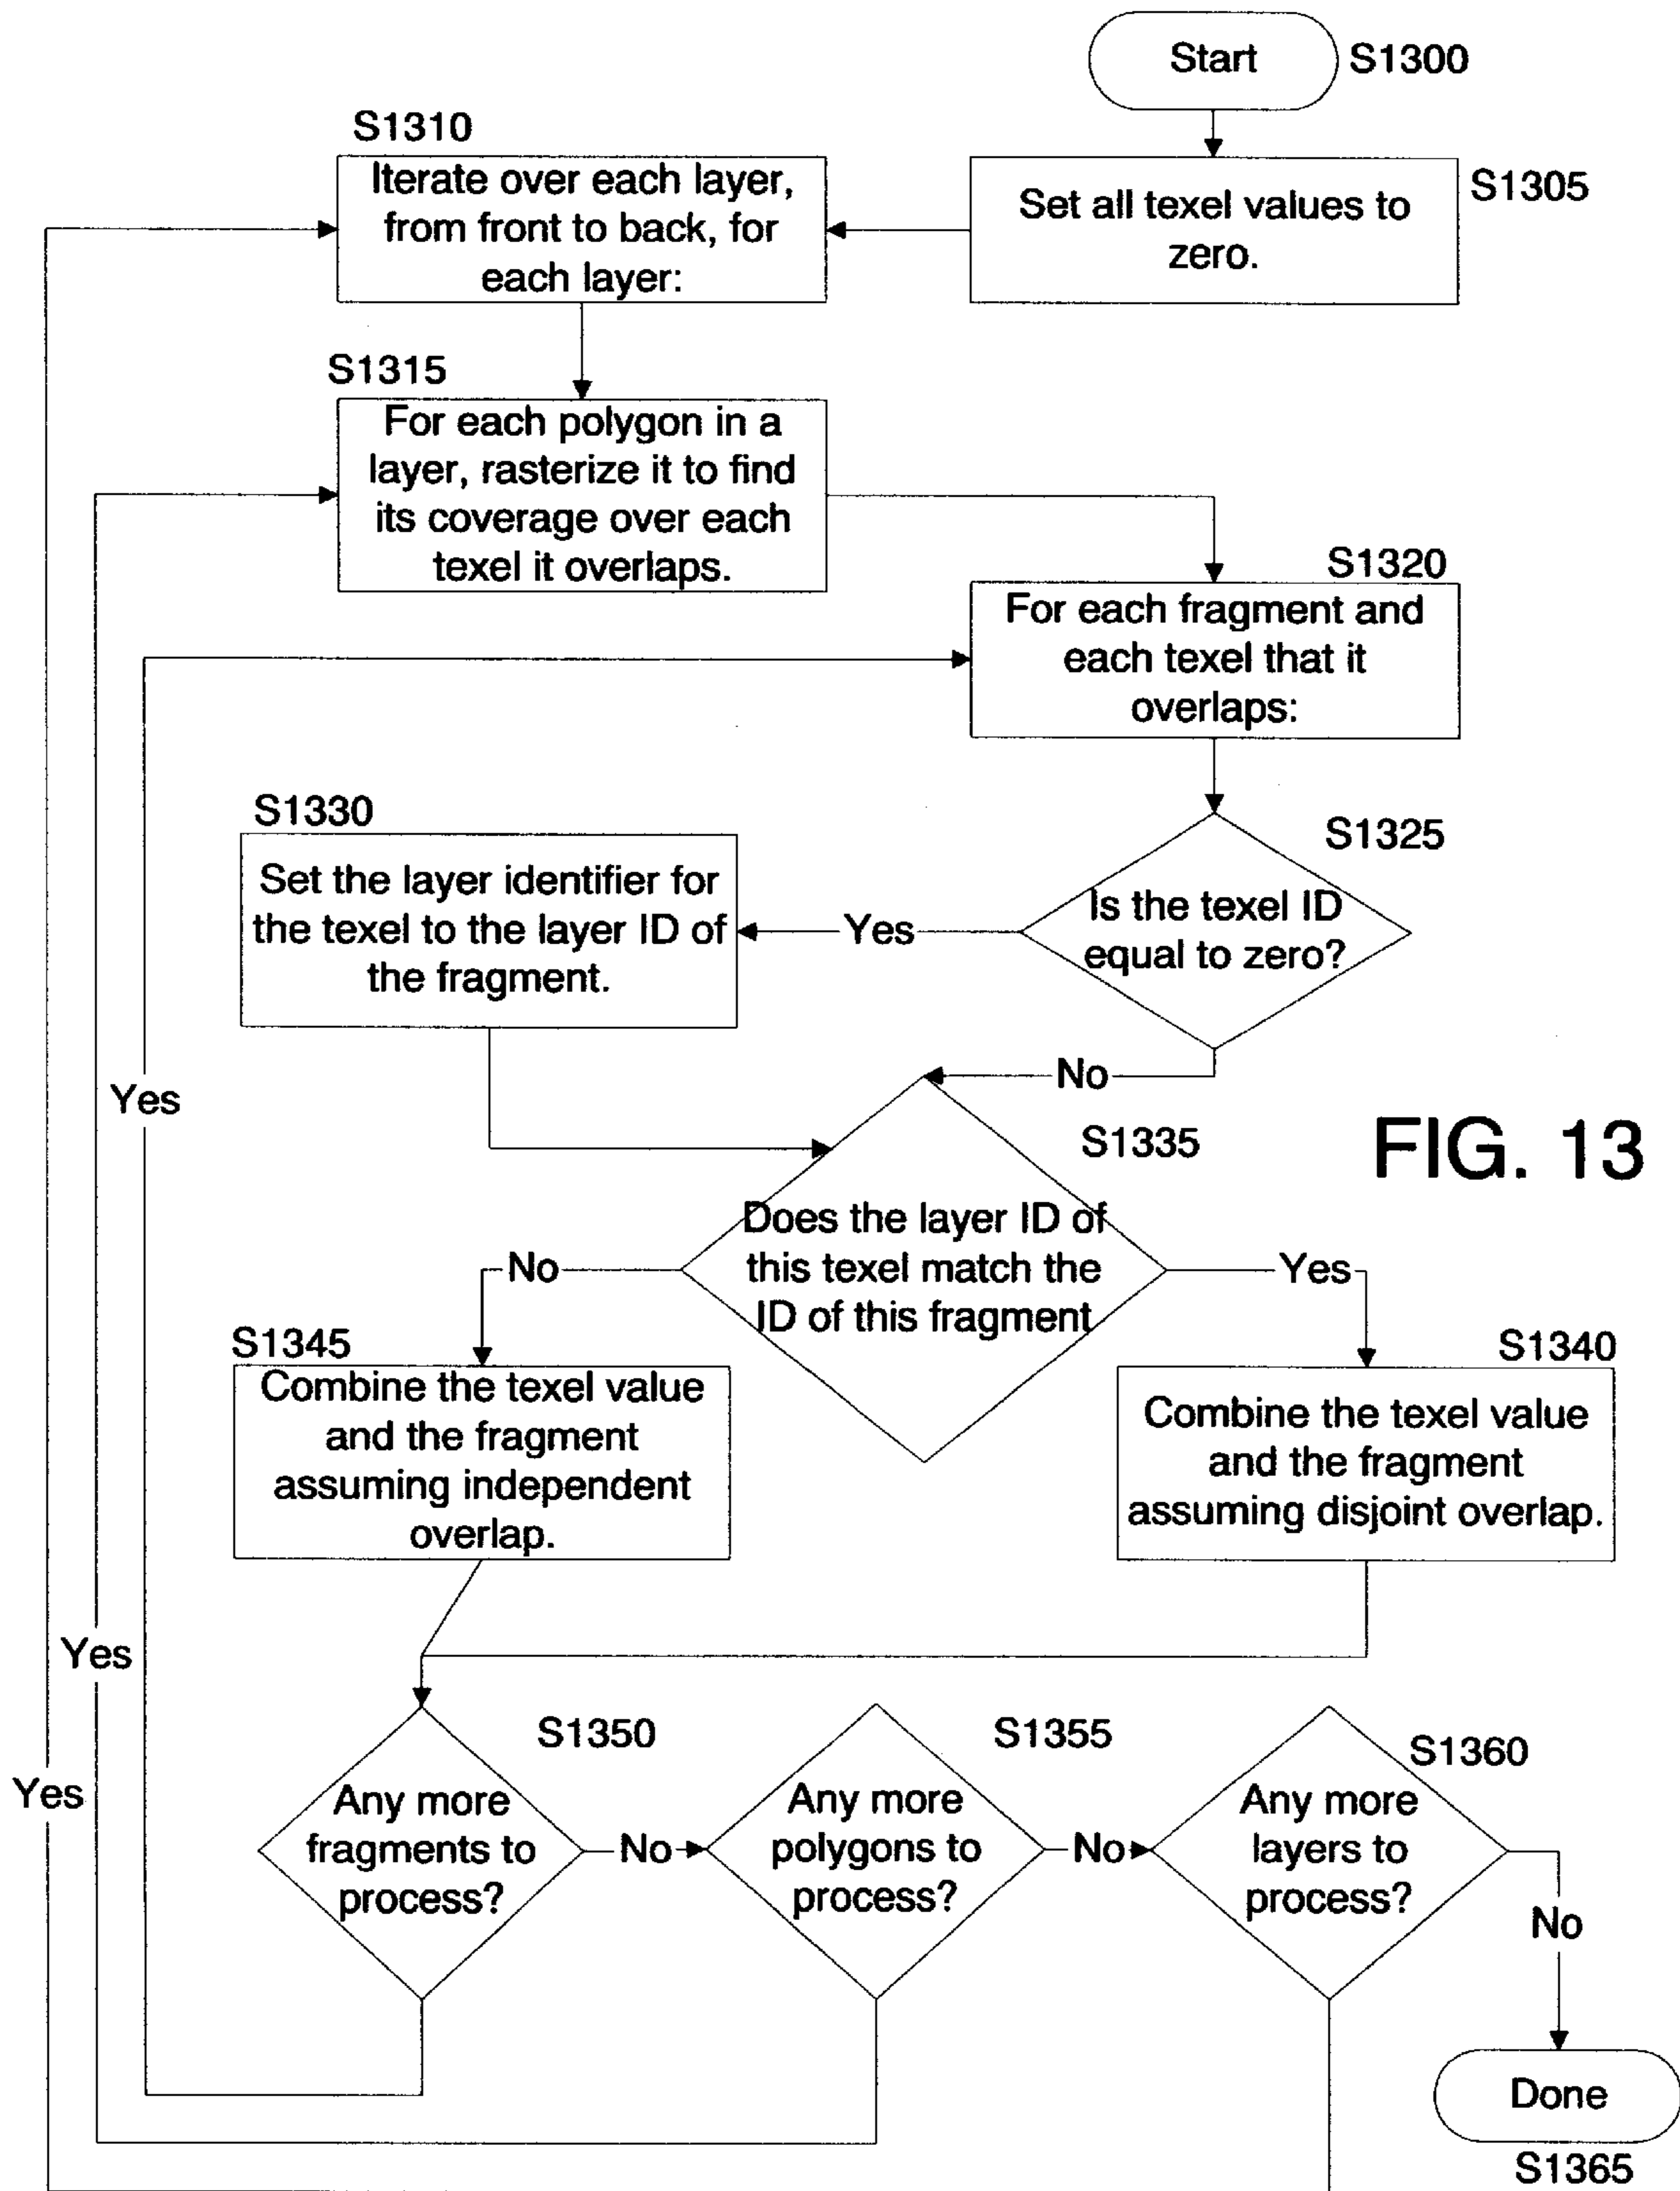 Start
S1300
S1310
Iterate over each layer,
from front to back, for
each layer:
Set all texel values to
zero.
S1305
S1315
For each polygon in a
layer, rasterize it to find
its coverage over each
texel it overlaps.
S1320
For each fragment and
each texel that it
overlaps:
S1330
Set the layer identifier for
the texel to the layer ID of
the fragment.
Yes
S1325
Is the texel ID
equal to zero?
No
Yes
S1335
FIG. 13
Does the layer ID of
this texel match the
ID of this fragment
No
Yes
S1345
Combine the texel value
and the fragment
assuming independent
overlap.
S1340
Combine the texel value
and the fragment
assuming disjoint overlap.
Yes
Yes
S1350
Any more
fragments to
process?
No
S1355
Any more
polygons to
process?
No
S1360
Any more
layers to
process?
No
Done
S1365